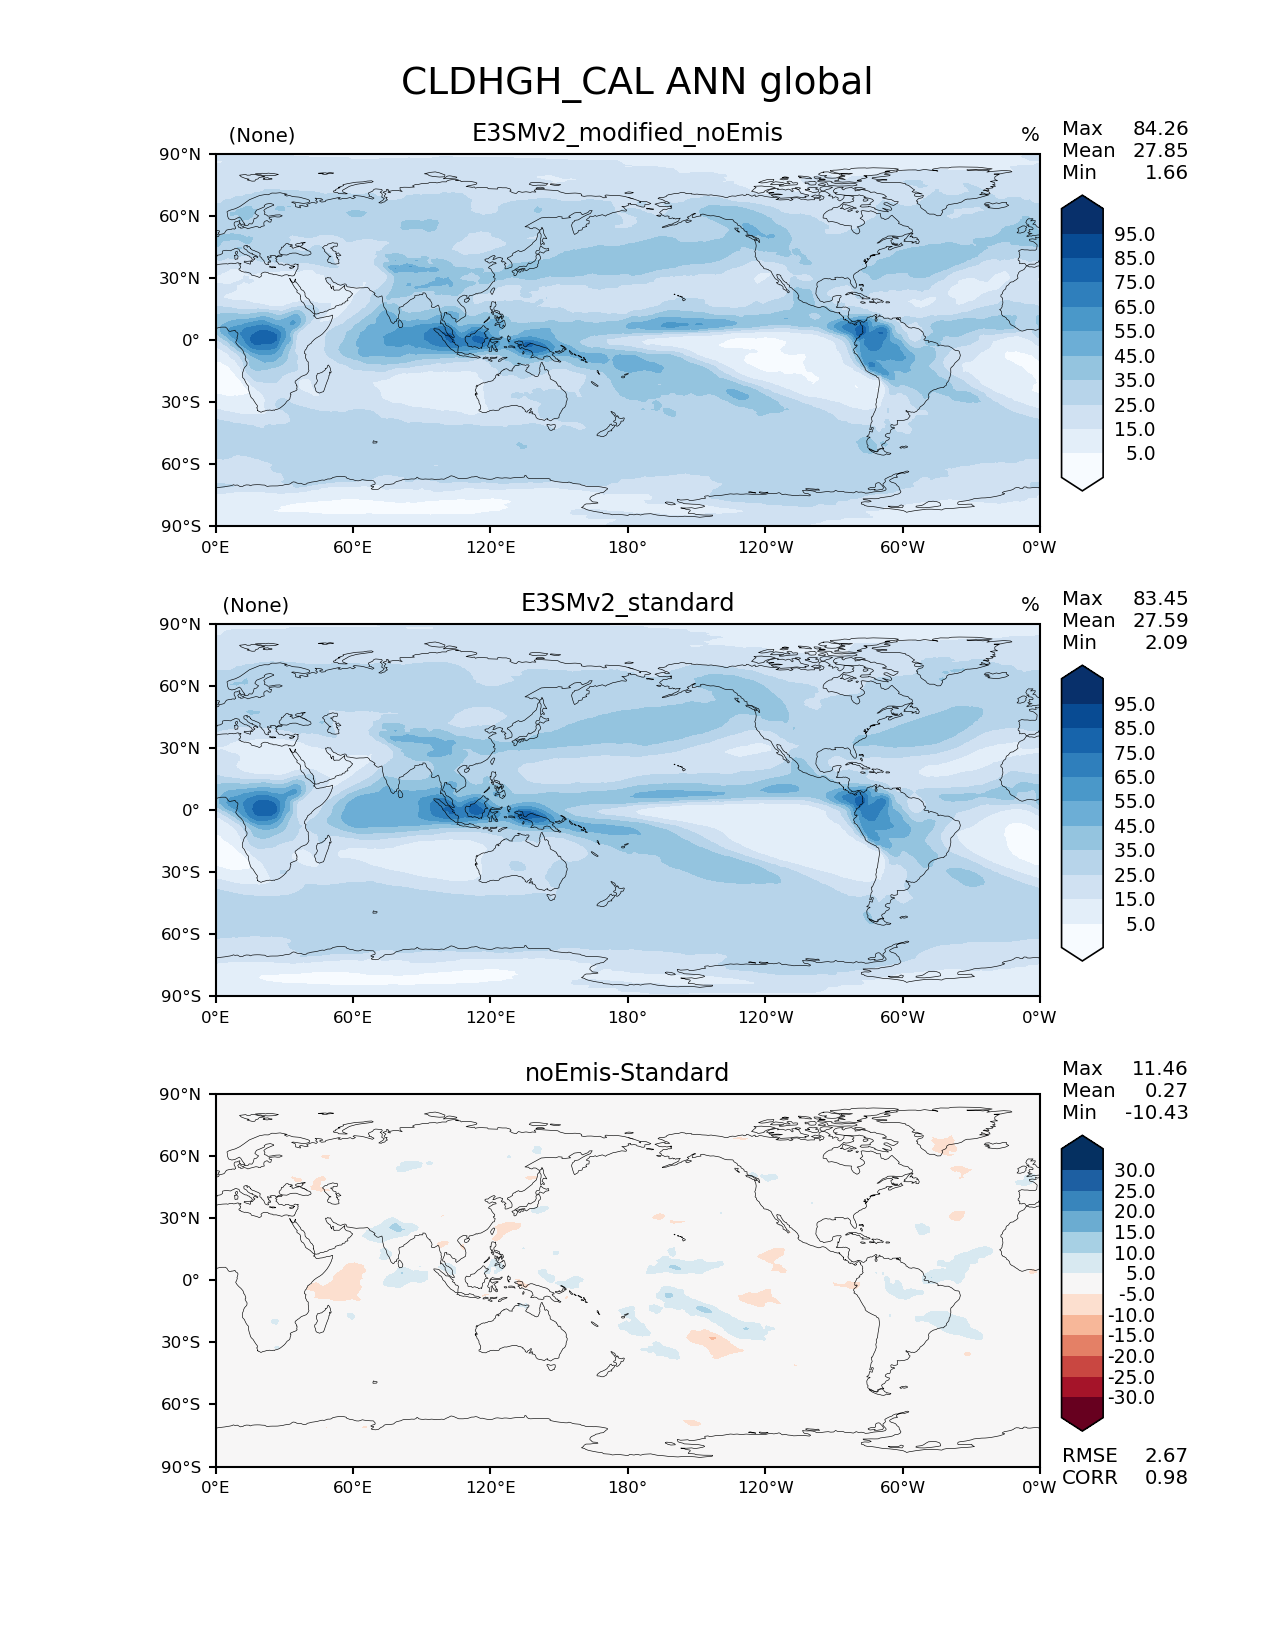 CLDHGH_CAL ANN global
(None) E3SMv2_modified_noEmis %
Max 84.26
Mean 27.85
Min 1.66
90°N
60°N
30°N
0°
30°S
60°S
90°S
0°E 60°E 120°E 180° 120°W 60°W 0°W
95.0
85.0
75.0
65.0
55.0
45.0
35.0
25.0
15.0
5.0
(None) E3SMv2_standard %
Max 83.45
Mean 27.59
Min 2.09
90°N
60°N
30°N
0°
30°S
60°S
90°S
0°E 60°E 120°E 180° 120°W 60°W 0°W
95.0
85.0
75.0
65.0
55.0
45.0
35.0
25.0
15.0
5.0
noEmis-Standard
Max 11.46
Mean 0.27
Min -10.43
90°N
60°N
30°N
0°
30°S
60°S
90°S
0°E 60°E 120°E 180° 120°W 60°W 0°W
30.0
25.0
20.0
15.0
10.0
5.0
-5.0
-10.0
-15.0
-20.0
-25.0
-30.0
RMSE 2.67
CORR 0.98